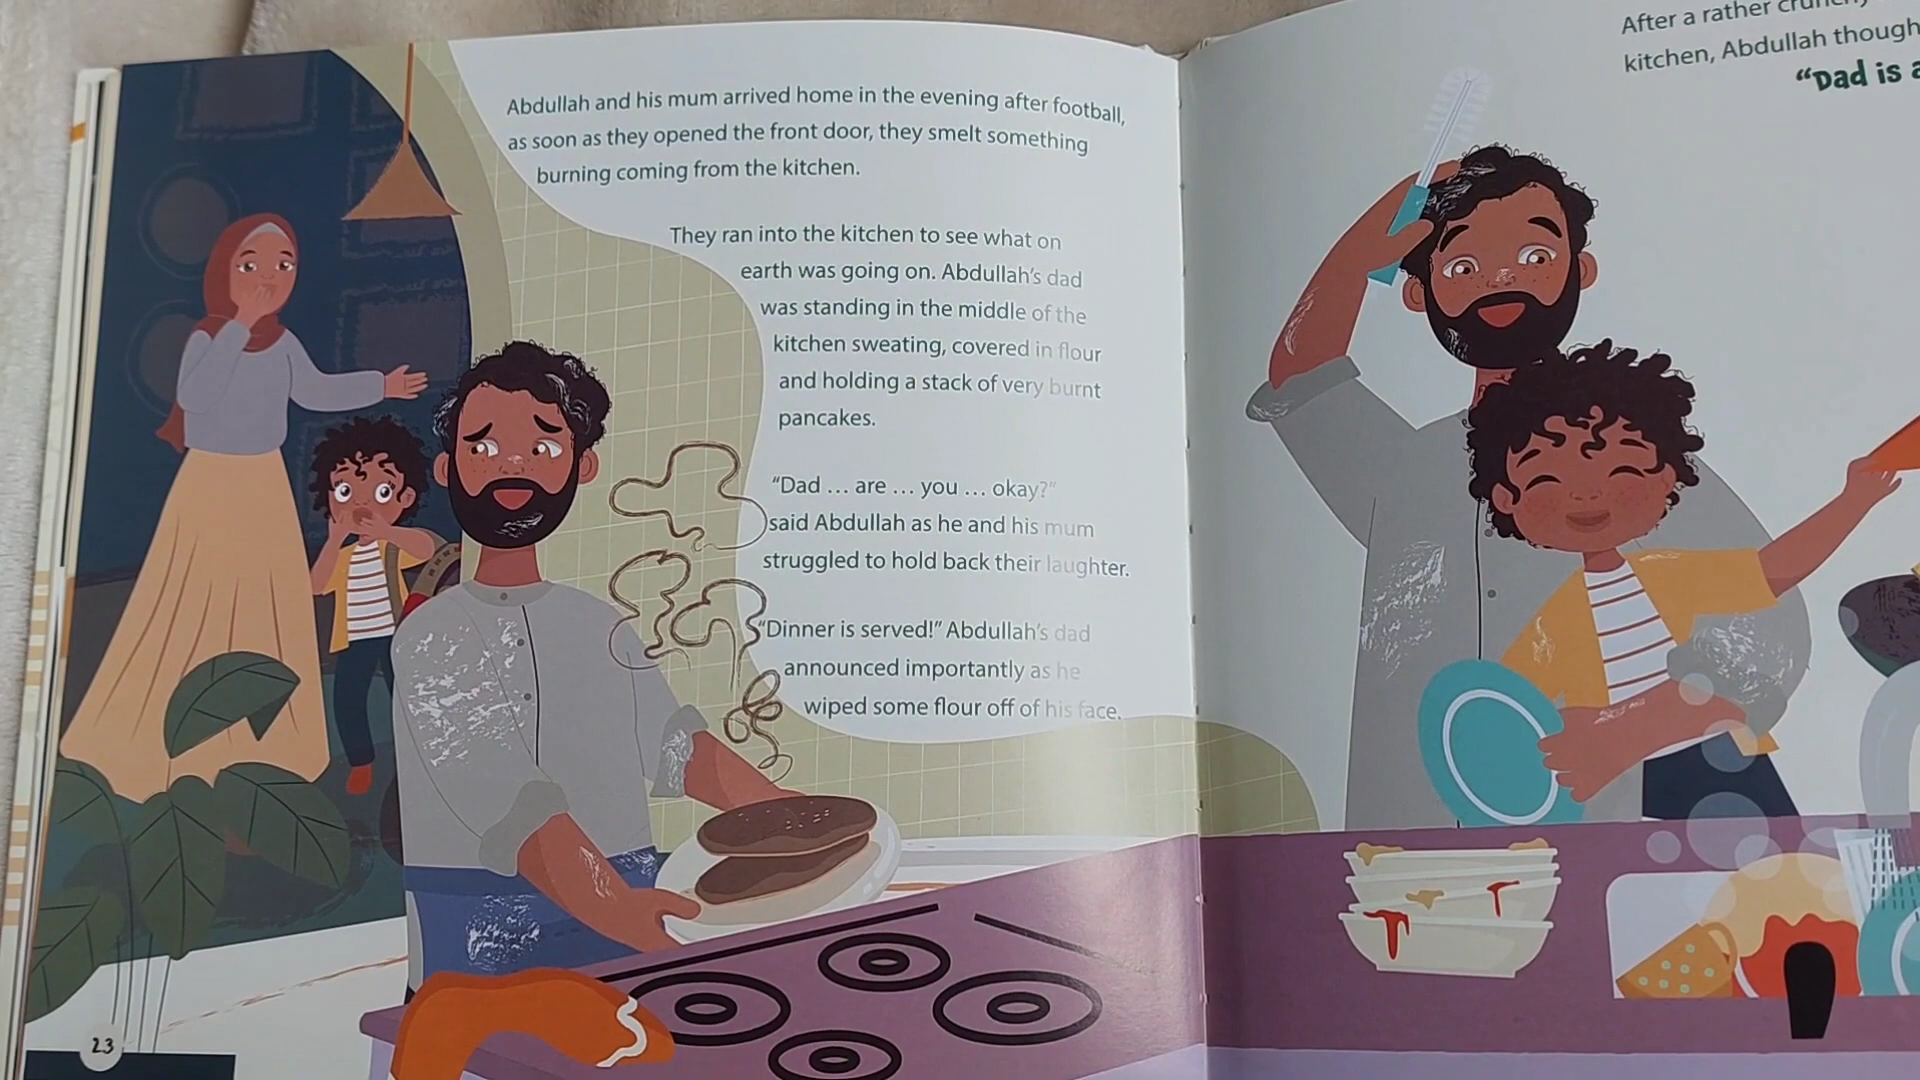 Abdullah and his mum arrived home in the evening after football,
as soon as they opened the front door, they smelt something
burning coming from the kitchen.
They ran into the kitchen to see what on
earth was going on. Abdullah's dad
was standing in the middle of the
kitchen sweating, covered in flour
and holding a stack of very burnt
pancakes.
"Dad ... are ... you ... okay?"
said Abdullah as he and his mum
struggled to hold back their laughter.
"Dinner is served!" Abdullah's dad
announced importantly as he
wiped some flour off of his face.
23
After a rather
kitchen, Abdullah
"Dad is